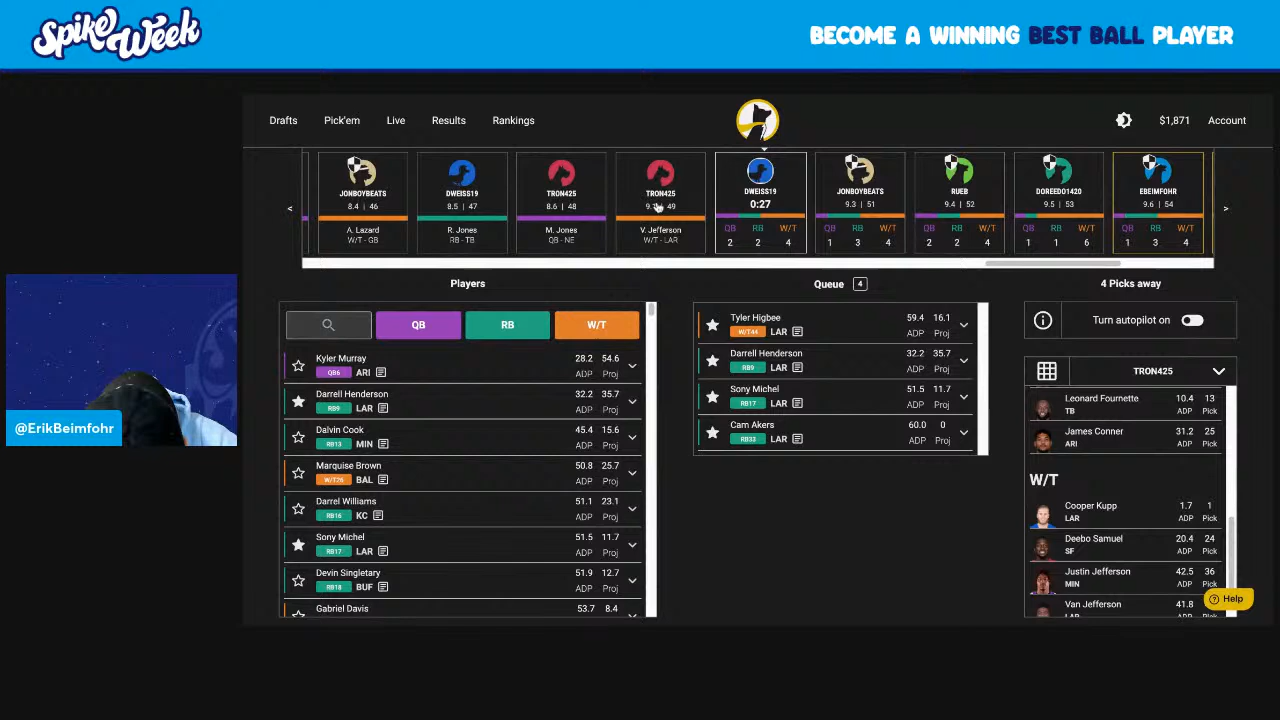 Spike Week
BECOME A WINNING BEST BALL PLAYER
Drafts Pick'em Live Results Rankings
$1,871 Account
<
JONBOYBEATS
8.4 | 46
A. Lazard
W/T - GB
DWEISS19
8.5 | 47
R. Jones
RB - TB
TRON425
8.6 | 48
M. Jones
QB - NE
TRON425
49
V. Jefferson
W/T - LAR
DWEISS19
0:27
QB RB W/T
2 2 4
JONBOYBEATS
9.3 | 51
QB RB W/T
1 3 4
RUEB
9.4 | 52
QB RB W/T
2 2 4
DOREEDO1420
9.5 | 53
QB RB W/T
1 1 6
EBEIMFOHR
9.6 | 54
QB RB W/T
1 3 4
>
Players
QB RB W/T
Kyler Murray 28.2 54.6
QB6 ARI ADP Proj
Darrell Henderson 32.2 35.7
RB9 LAR ADP Proj
Dalvin Cook 45.4 15.6
RB13 MIN ADP Proj
Marquise Brown 50.8 25.7
W/T26 BAL ADP Proj
Darrel Williams 51.1 23.1
RB16 KC ADP Proj
Sony Michel 51.5 11.7
RB17 LAR ADP Proj
Devin Singletary 51.9 12.7
RB18 BUF ADP Proj
Gabriel Davis 53.7 8.4
Queue 4
Tyler Higbee 59.4 16.1
W/T44 LAR ADP Proj
Darrell Henderson 32.2 35.7
RB9 LAR ADP Proj
Sony Michel 51.5 11.7
RB17 LAR ADP Proj
Cam Akers 60.0 0
RB33 LAR ADP Proj
4 Picks away
Turn autopilot on
TRON425
Leonard Fournette 10.4 13
TB ADP Pick
James Conner 31.2 25
ARI ADP Pick
W/T
Cooper Kupp 1.7 1
LAR ADP Pick
Deebo Samuel 20.4 24
SF ADP Pick
Justin Jefferson 42.5 36
MIN ADP Pick
Van Jefferson 41.8
Help
@ErikBeimfohr